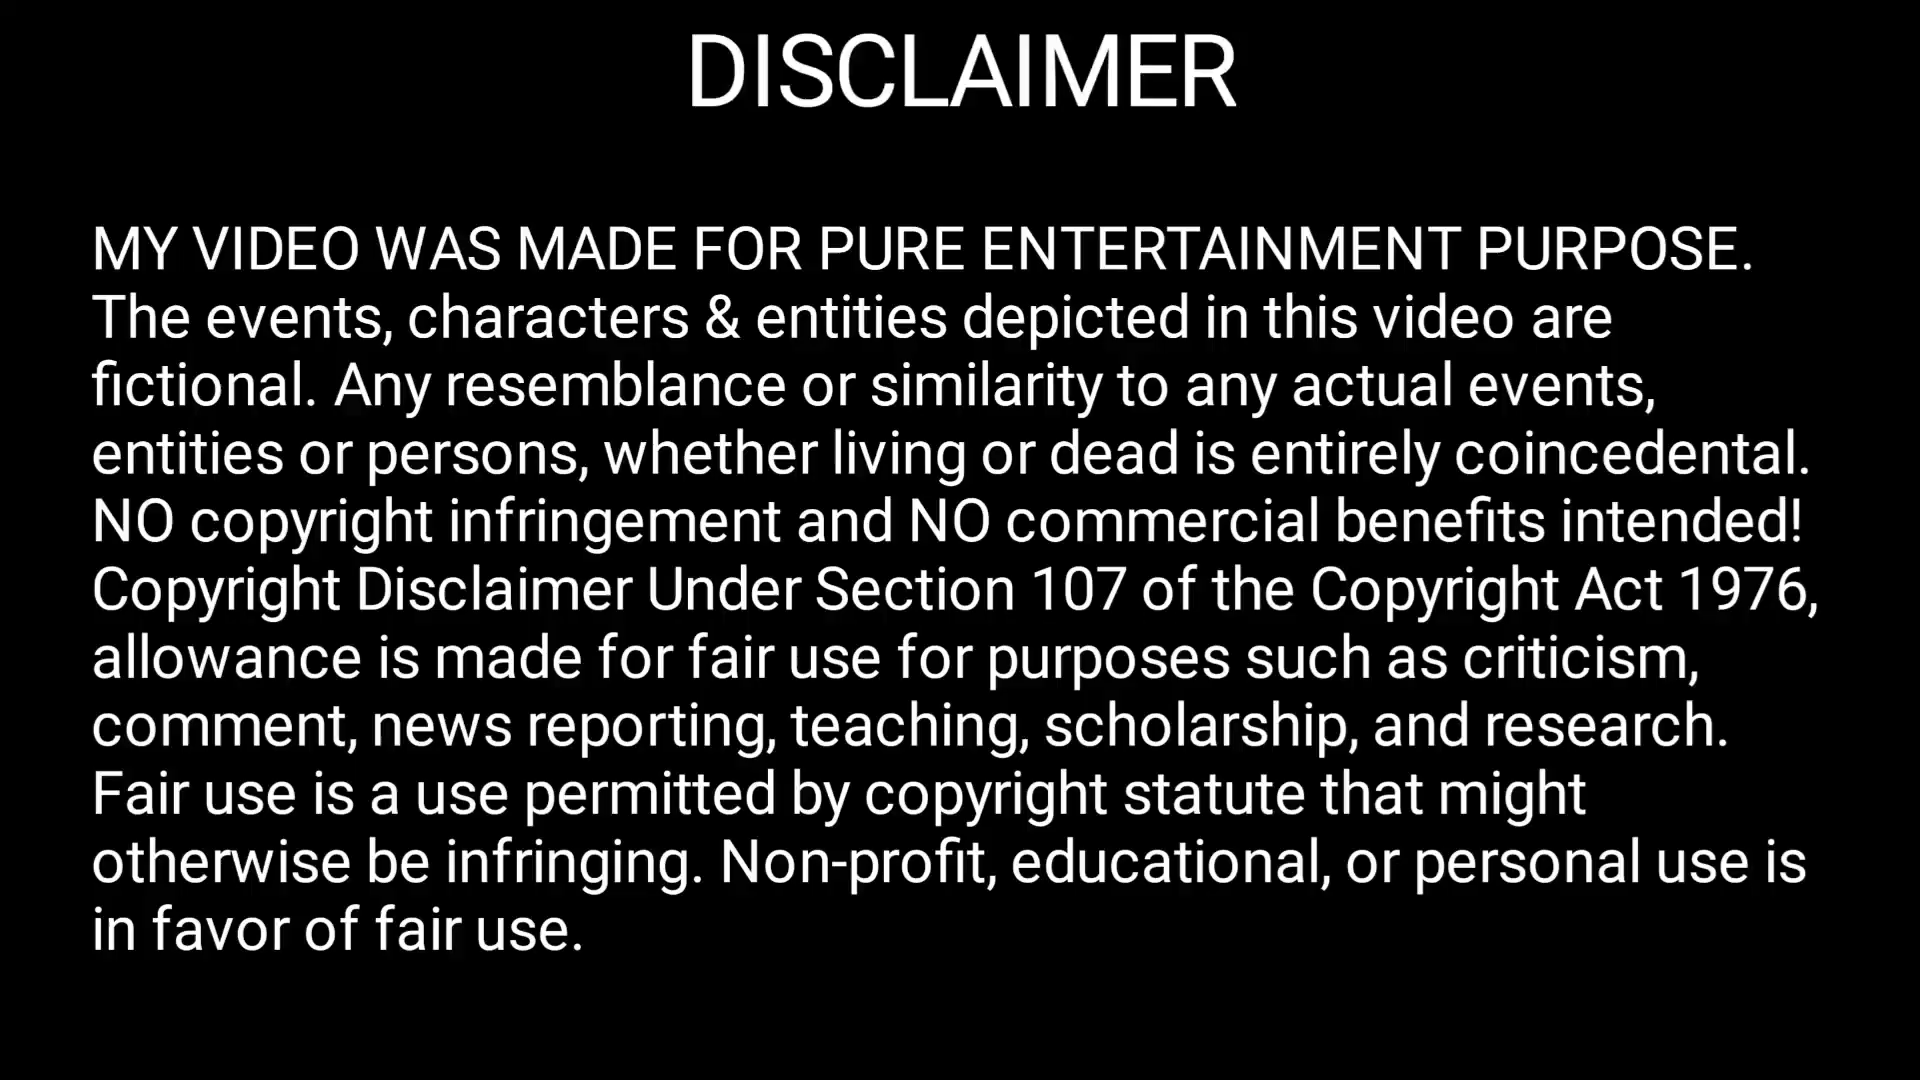 DISCLAIMER
MY VIDEO WAS MADE FOR PURE ENTERTAINMENT PURPOSE.
The events, characters & entities depicted in this video are
fictional. Any resemblance or similarity to any actual events,
entities or persons, whether living or dead is entirely coincedental.
NO copyright infringement and NO commercial benefits intended!
Copyright Disclaimer Under Section 107 of the Copyright Act 1976,
allowance is made for fair use for purposes such as criticism,
comment, news reporting, teaching, scholarship, and research.
Fair use is a use permitted by copyright statute that might
otherwise be infringing. Non-profit, educational, or personal use is
in favor of fair use.